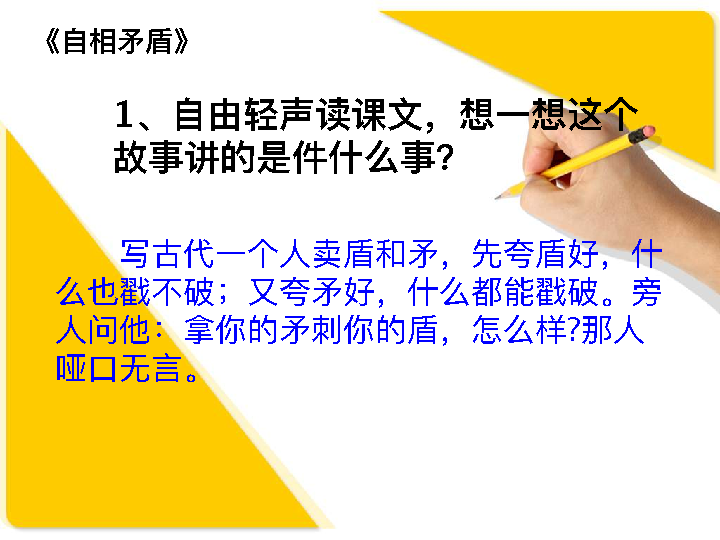 《自相矛盾》
1、自由轻声读课文，想一想这个
故事讲的是件什么事?
写古代一个人卖盾和矛，先夸盾好，什
么也戳不破；又夸矛好，什么都能戳破。旁
人问他：拿你的矛刺你的盾，怎么样?那人
哑口无言。